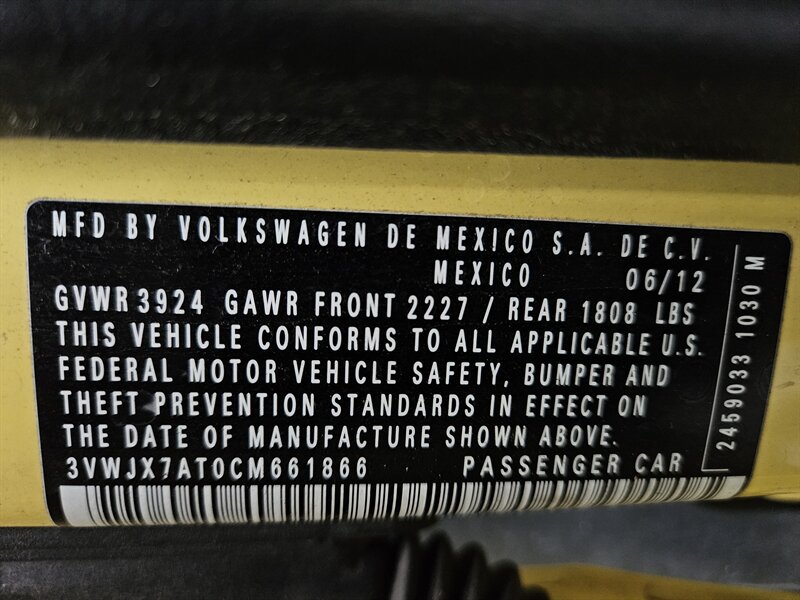 MFD BY VOLKSWAGEN DE MEXICO S.A. DE C.V.
MEXICO 06/12
GVWR 3924 GAWR FRONT 2227 / REAR 1808 LBS
THIS VEHICLE CONFORMS TO ALL APPLICABLE U.S.
FEDERAL MOTOR VEHICLE SAFETY, BUMPER AND
THEFT PREVENTION STANDARDS IN EFFECT ON
THE DATE OF MANUFACTURE SHOWN ABOVE.
3VWJX7AT0CM661866 PASSENGER CAR
2459033 1030 M